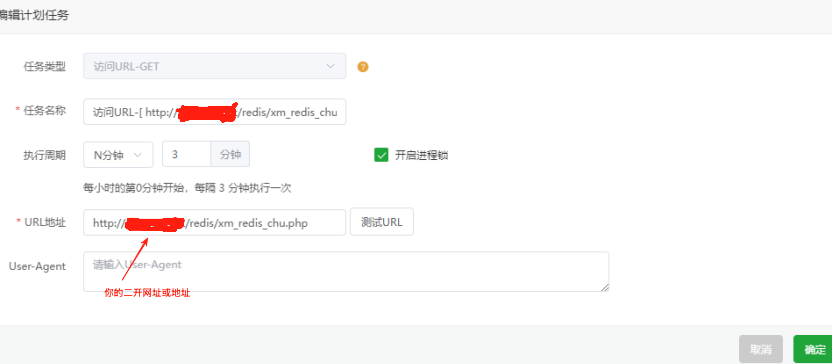 编辑计划任务
任务类型 访问URL-GET ?
* 任务名称 访问URL-[ http:// /redis/xm_redis_chu
执行周期 N分钟 3 分钟 开启进程锁
每小时的第0分钟开始，每隔 3 分钟执行一次
* URL地址 http:// /redis/xm_redis_chu.php 测试URL
User-Agent 请输入User-Agent
你的二开网址或地址
取消 确定